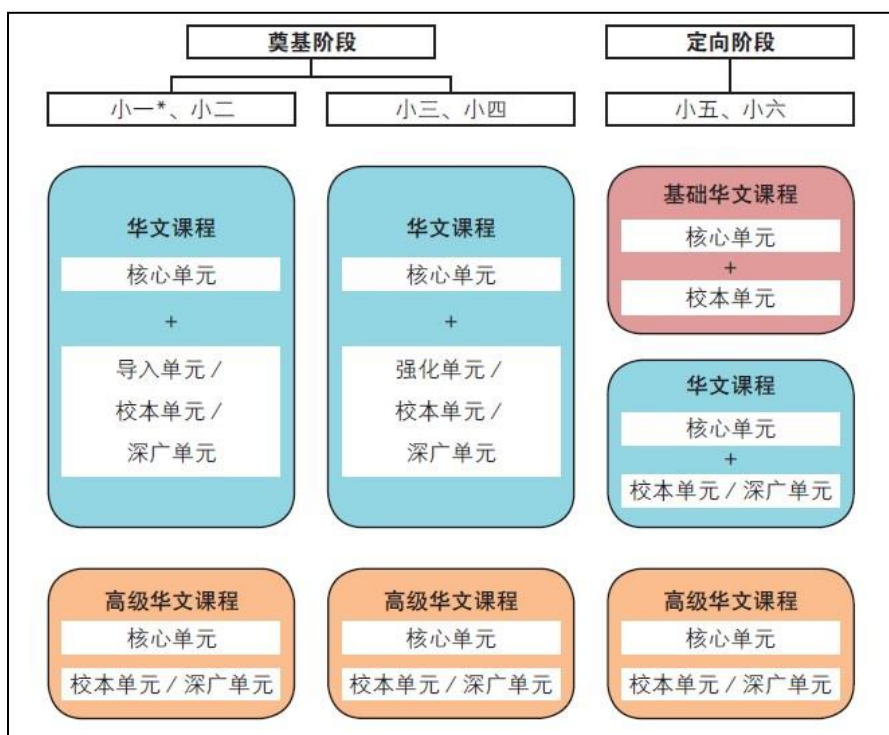 奠基阶段
定向阶段
小一*、小二
小三、小四
小五、小六
华文课程
核心单元
+
导入单元 /
校本单元 /
深广单元
华文课程
核心单元
+
强化单元 /
校本单元 /
深广单元
基础华文课程
核心单元
+
校本单元
华文课程
核心单元
+
校本单元 / 深广单元
高级华文课程
核心单元
校本单元 / 深广单元
高级华文课程
核心单元
校本单元 / 深广单元
高级华文课程
核心单元
校本单元 / 深广单元